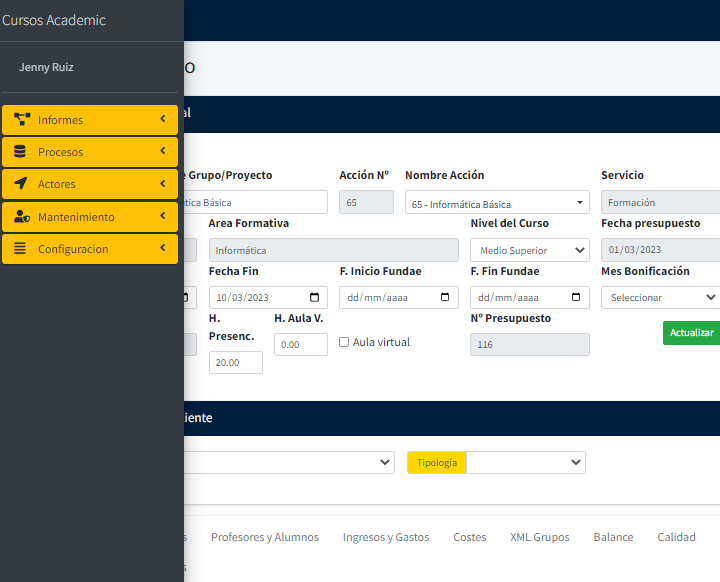 Cursos Academic
Jenny Ruiz
Informes
Procesos
Actores
Mantenimiento
Configuracion
O
al
e Grupo/Proyecto Acción Nº Nombre Acción Servicio
tica Básica 65 65 - Informática Básica Formación
Area Formativa Nivel del Curso Fecha presupuesto
Informática Medio Superior 01/03/2023
Fecha Fin F. Inicio Fundae F. Fin Fundae Mes Bonificación
10/03/2023 dd/mm/aaaa dd/mm/aaaa Seleccionar
H. Presenc. H. Aula V. Nº Presupuesto
20.00 0.00 Aula virtual 116 Actualizar
iente
Tipología
s Profesores y Alumnos Ingresos y Gastos Costes XML Grupos Balance Calidad
s